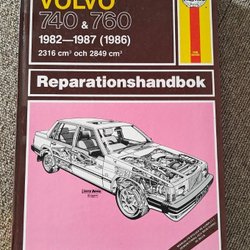 VOLVO
740 & 760
1982—1987 (1986)
2316 cm³ och 2849 cm³
Reparationshandbok